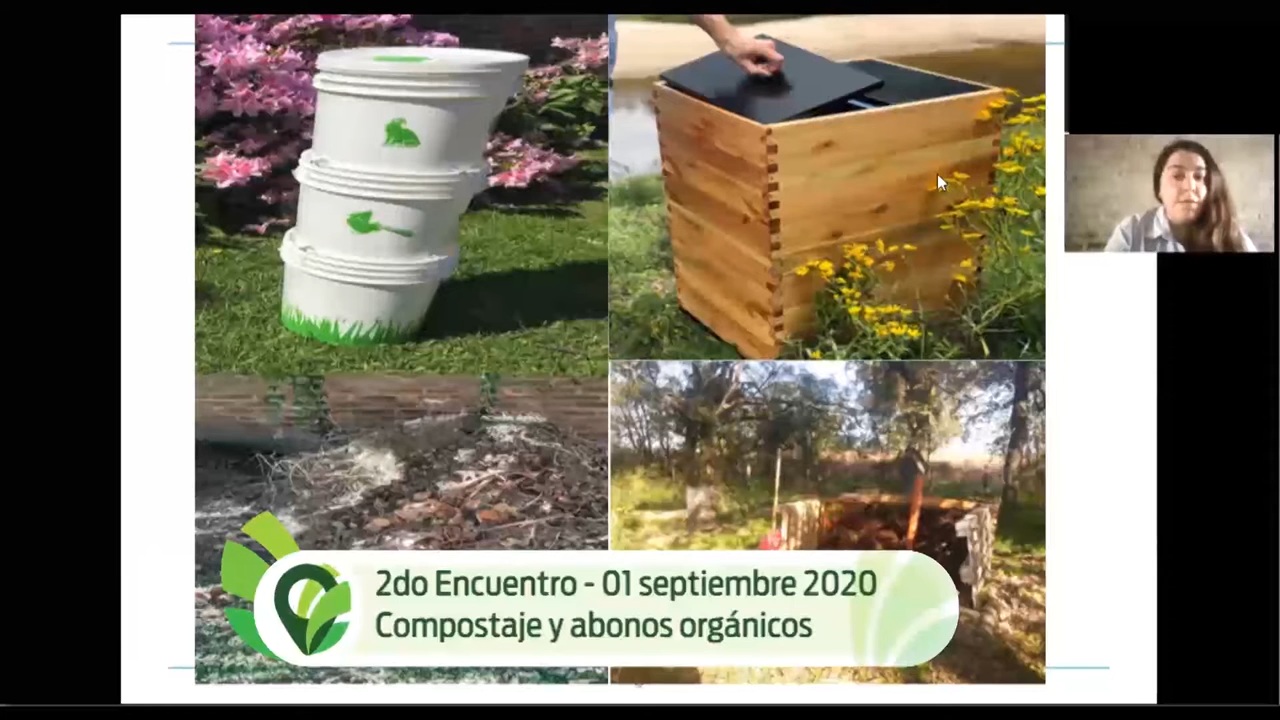 2do Encuentro - 01 septiembre 2020
Compostaje y abonos orgánicos